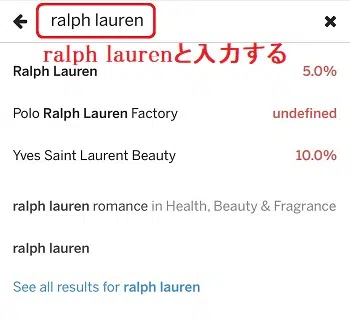 ralph lauren
ralph laurenと入力する
Ralph Lauren 5.0%
Polo Ralph Lauren Factory undefined
Yves Saint Laurent Beauty 10.0%
ralph lauren romance in Health, Beauty & Fragrance
ralph lauren
See all results for ralph lauren